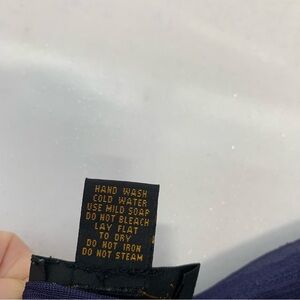 HAND WASH
COLD WATER
USE MILD SOAP
DO NOT BLEACH
LAY FLAT
TO DRY
DO NOT IRON
DO NOT STEAM